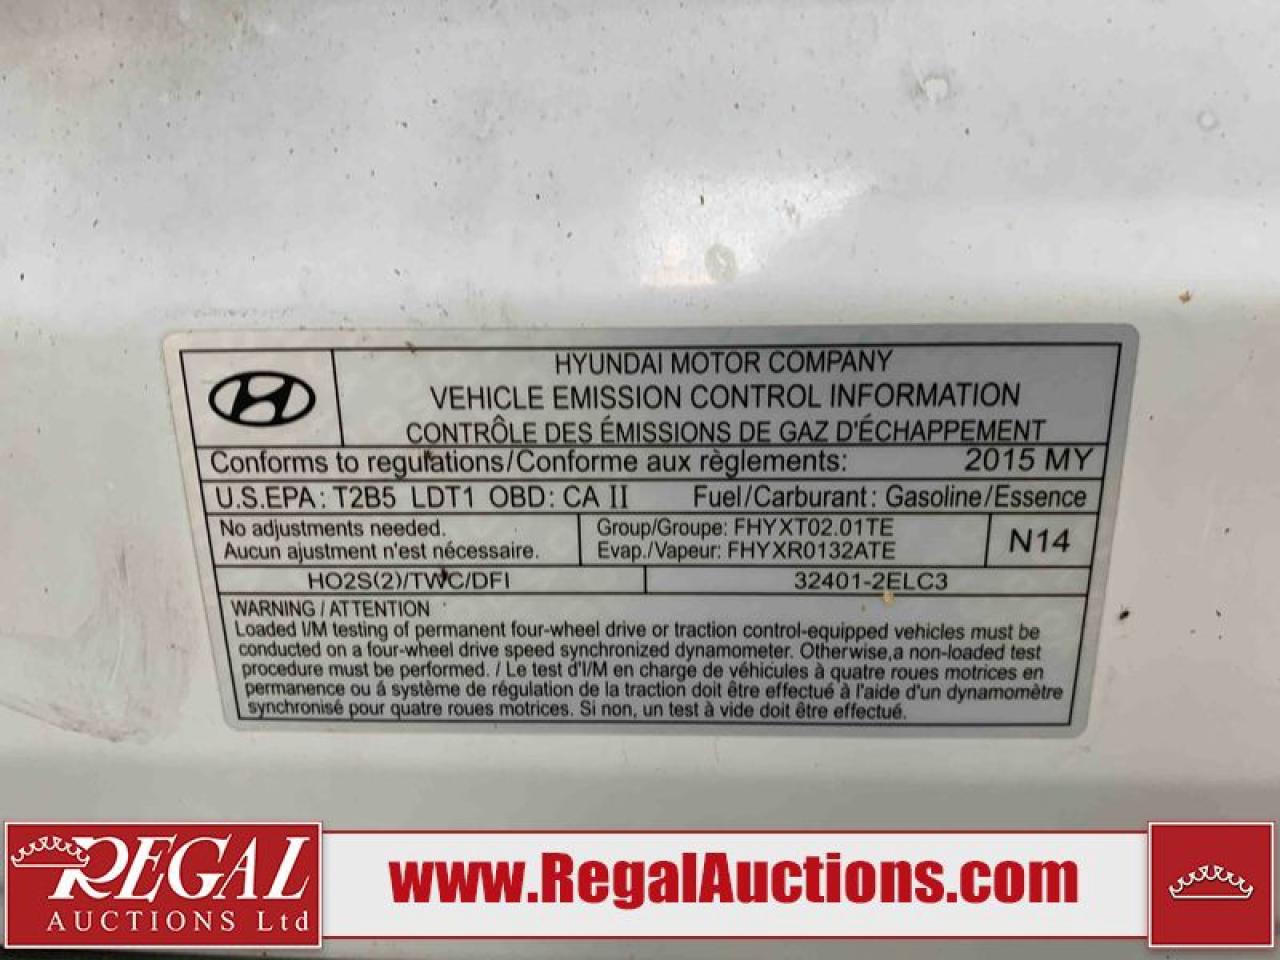 HYUNDAI MOTOR COMPANY
VEHICLE EMISSION CONTROL INFORMATION
CONTRÔLE DES ÉMISSIONS DE GAZ D'ÉCHAPPEMENT
Conforms to regulations/Conforme aux règlements: 2015 MY
U.S.EPA: T2B5 LDT1 OBD: CA II Fuel/Carburant: Gasoline/Essence
No adjustments needed. Group/Groupe: FHYXT02.01TE
Aucun ajustment n'est nécessaire. Evap./Vapeur: FHYXR0132ATE
N14
HO2S(2)/TWC/DFI 32401-2ELC3
WARNING / ATTENTION
Loaded I/M testing of permanent four-wheel drive or traction control-equipped vehicles must be
conducted on a four-wheel drive speed synchronized dynamometer. Otherwise,a non-loaded test
procedure must be performed. / Le test d'I/M en charge de véhicules à quatre roues motrices en
permanence ou á système de régulation de la traction doit être effectué à l'aide d'un dynamomètre
synchronisé pour quatre roues motrices. Si non, un test à vide doit être effectué.
REGAL
AUCTIONS Ltd
www.RegalAuctions.com